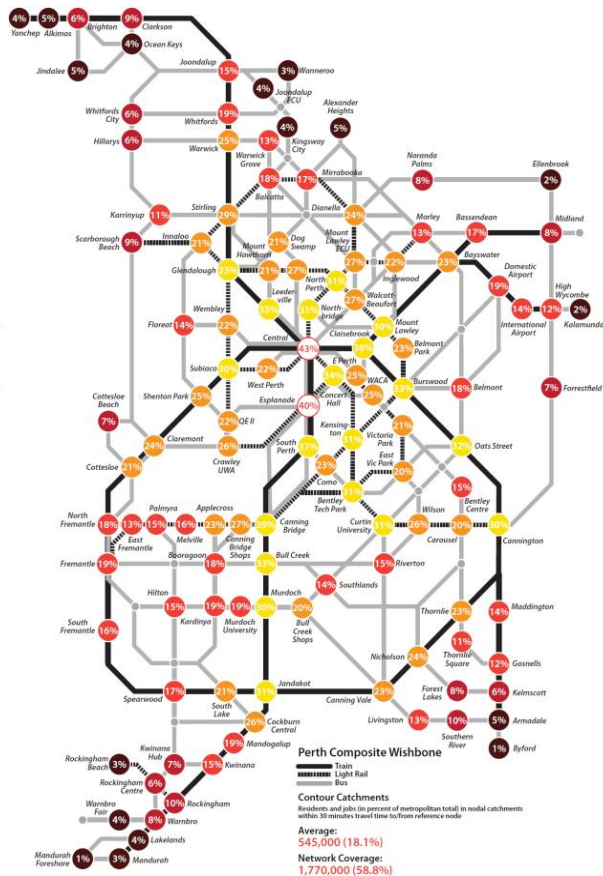 4% 5% 6% 9%
Yanchep Alkimos Brighton Clarkson
4% Ocean Keys
Jindalee 5%
Joondalup 15% 3% Wanneroo
4% Joondalup
ECU
Whitfords
City 6%
Whitfords 19%
4% Kingsway
City
Alexander
Heights
5%
Hillarys 6%
Warwick 25%
13% Warwick
Grove
18% Balcatta
17% Mirrabooka
Noranda
Palms
8%
Ellenbrook
2%
Karrinyup 11%
Stirling 29%
Dianella
24%
Morley
13%
Bassendean
17%
Midland
8%
Scarborough
Beach 9%
Innaloo 21%
Mount
Hawthorn
21%
Dog
Swamp
21%
27%
Mount
Lawley
ECU
27%
22% Inglewood
23% Bayswater
Glendalough 33%
North
Perth 31%
Walcott-
Beaufort
27%
Domestic
Airport
19%
14% International
Airport
12% High
Wycombe
2% Kalamunda
Leeder-
ville
35%
North-
bridge
31%
Mount
Lawley 30%
Wembley 22%
Floreat 14%
Central 43%
Claisebrook 36%
23% Belmont
Park
Subiaco 30%
22% West Perth
E Perth
34%
25%
WACA
25%
Burswood 33%
18% Belmont
7% Forrestfield
Shenton Park 25%
Esplanade 40%
Concert
Hall
Cottesloe
Beach
7%
22% QE II
Claremont 24%
26% Crawley
UWA
South
Perth 37%
Kensing-
ton 31%
Victoria
Park 21%
32% Oats Street
Cottesloe 21%
23% Como
East
Vic Park 20%
31% Bentley
Tech Park
15% Bentley
Centre
North
Fremantle 18%
13% East
Fremantle
Palmyra 15%
16% Melville
Applecross 23%
27% Canning
Bridge
Shops
39% Canning
Bridge
Curtin
University 31%
Wilson 26%
20% Carousel
30% Cannington
Fremantle 19%
Booragoon 18%
33% Bull Creek
15% Riverton
14% Southlands
Hilton 15%
19% Kardinya
19% Murdoch
University
Murdoch 30%
20% Bull
Creek
Shops
Thornlie 23%
14% Maddington
South
Fremantle 16%
11% Thornlie
Square
12% Gosnells
Nicholson 24%
Spearwood 17%
21% South
Lake
31% Jandakot
23% Canning Vale
Forest
Lakes 8%
6% Kelmscott
26% Cockburn
Central
Livingston 13%
10% Southern
River
5% Armadale
19% Mandogalup
1% Byford
Kwinana
Hub 7%
15% Kwinana
Rockingham
Beach 3%
Rockingham
Centre 6%
10% Rockingham
Warnbro
Fair 4%
8% Warnbro
4% Lakelands
Mandurah
Foreshore 1%
3% Mandurah
Perth Composite Wishbone
Train
Light Rail
Bus
Contour Catchments
Residents and jobs (in percent of metropolitan total) in nodal catchments
within 30 minutes travel time to/from reference node
Average:
545,000 (18.1%)
Network Coverage:
1,770,000 (58.8%)